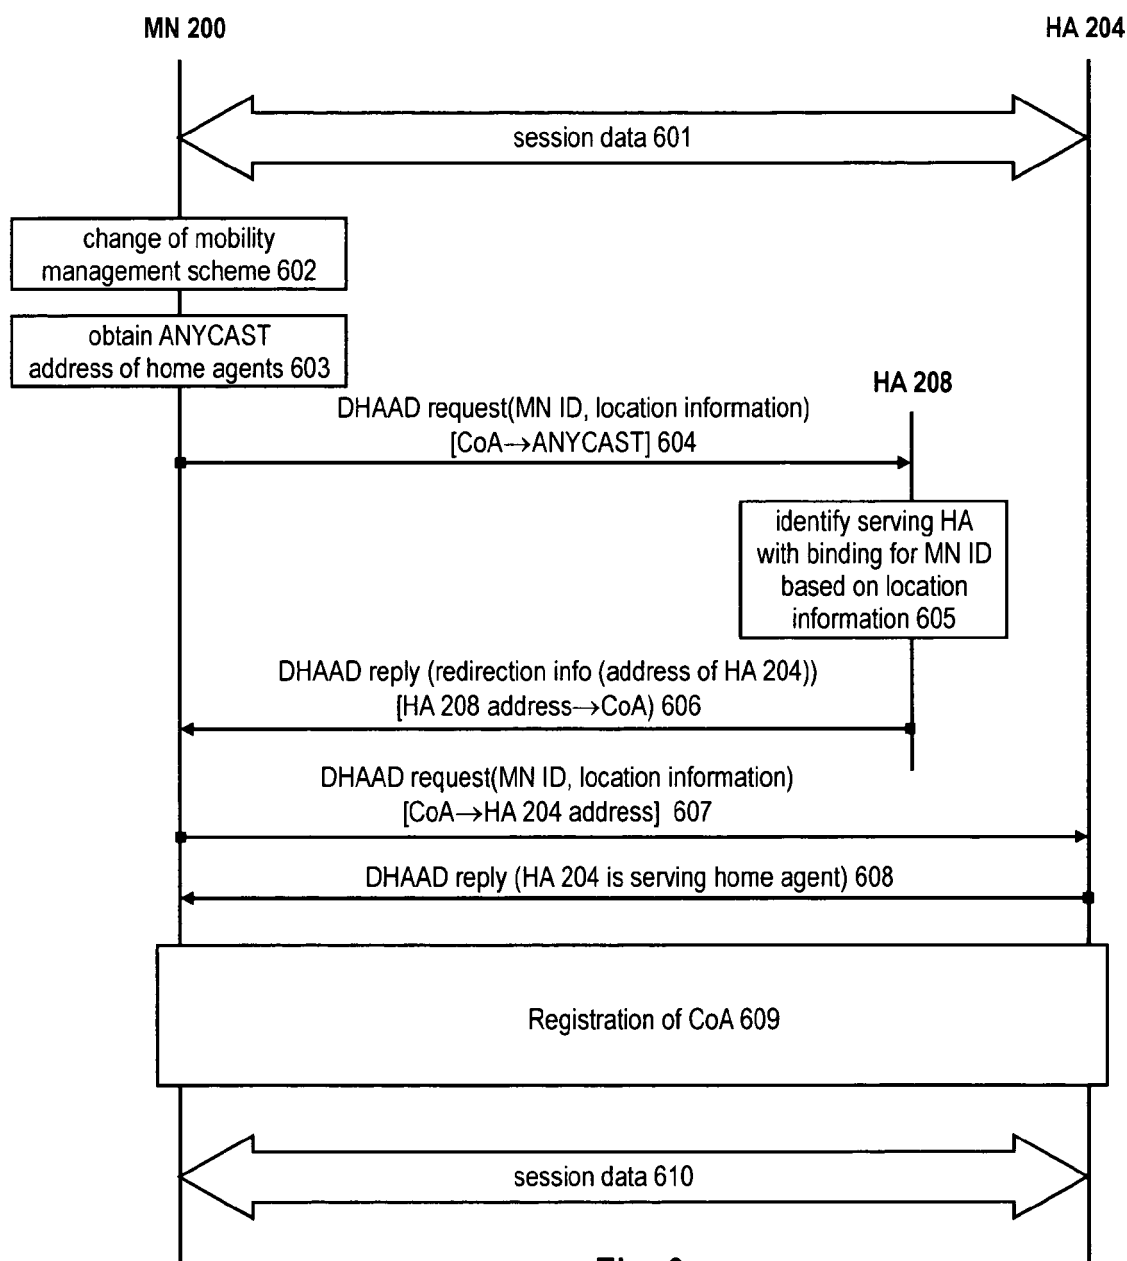 MN 200
HA 204
session data 601
change of mobility
management scheme 602
obtain ANYCAST
address of home agents 603
HA 208
DHAAD request(MN ID, location information)
[CoA→ANYCAST] 604
identify serving HA
with binding for MN ID
based on location
information 605
DHAAD reply (redirection info (address of HA 204))
[HA 208 address→CoA) 606
DHAAD request(MN ID, location information)
[CoA→HA 204 address] 607
DHAAD reply (HA 204 is serving home agent) 608
Registration of CoA 609
session data 610